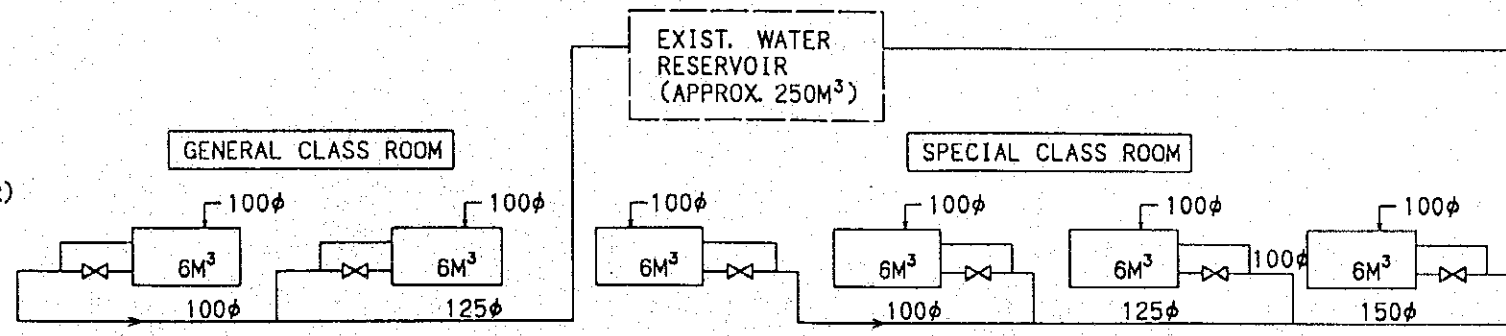 EXIST. WATER
RESERVOIR
(APPROX. 250M³)
GENERAL CLASS ROOM
SPECIAL CLASS ROOM
100ϕ 100ϕ 100ϕ 100ϕ 100ϕ 100ϕ
6M³ 6M³ 6M³ 6M³ 6M³ 100ϕ 6M³
100ϕ 125ϕ 100ϕ 125ϕ 150ϕ